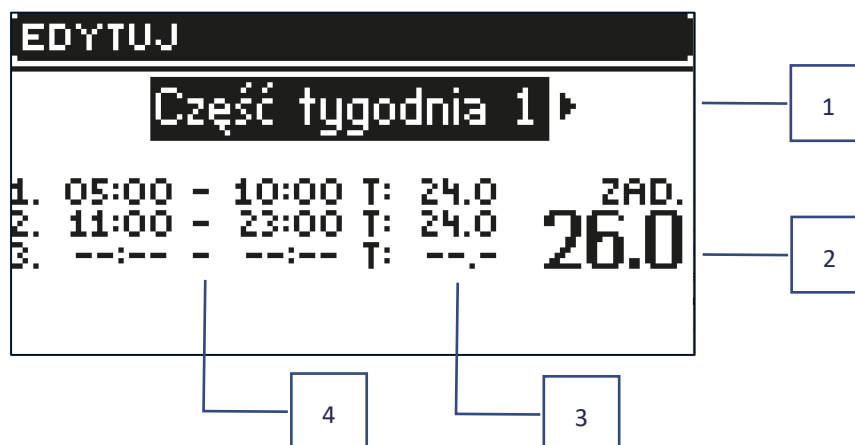 EDYTUJ
Część tygodnia 1
1
1. 05:00 - 10:00 T: 24.0
ZAD.
2. 11:00 - 23:00 T: 24.0
26.0
3. --:-- - --:-- T: --.-
2
4
3